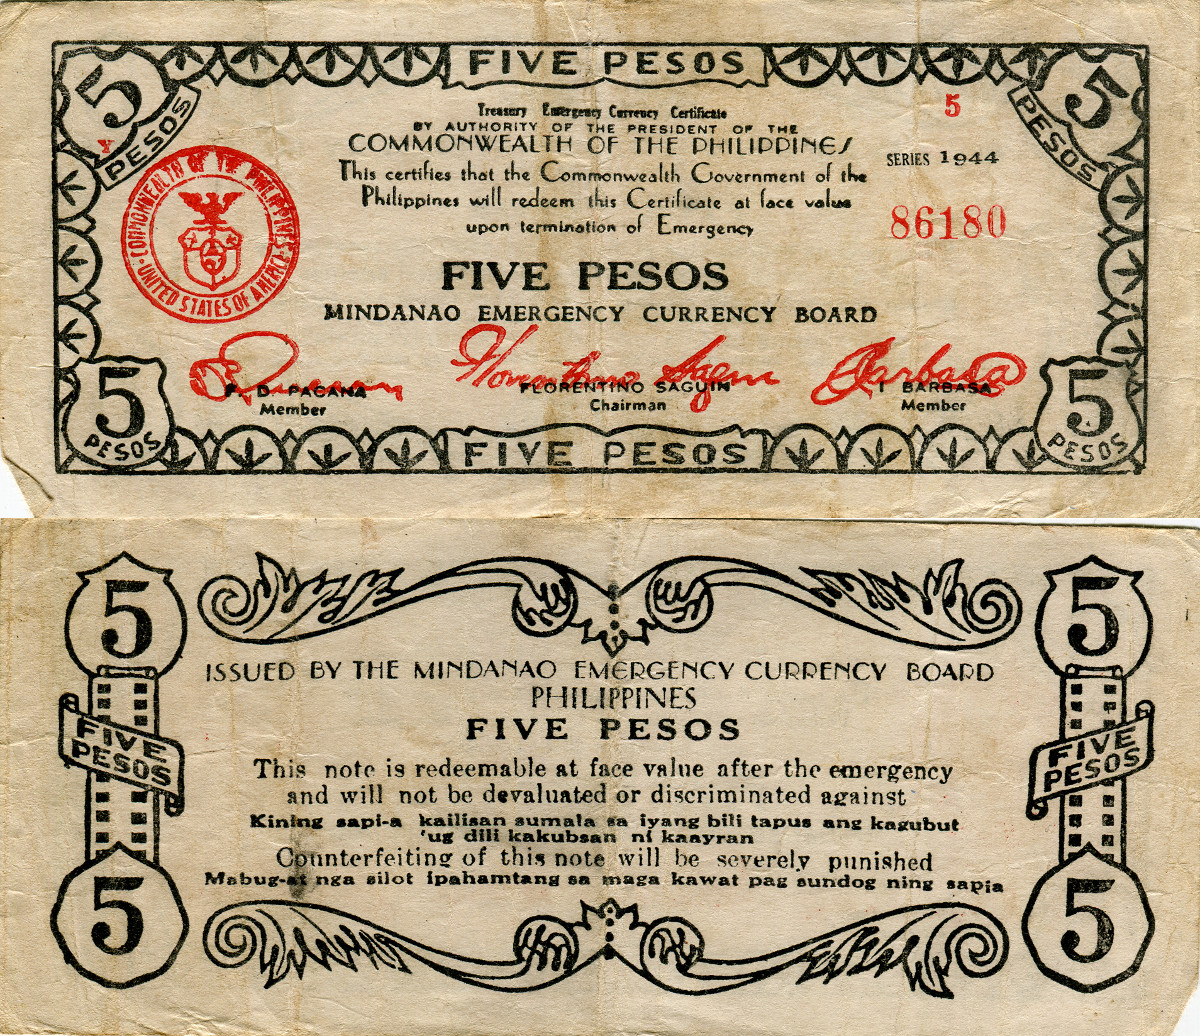 FIVE PESOS
5
PESOS
Y
5
PESOS
Treasury Emergency Currency Certificate
BY AUTHORITY OF THE PRESIDENT OF THE
COMMONWEALTH OF THE PHILIPPINES
This certifies that the Commonwealth Government of the
Philippines will redeem this Certificate at face value
upon termination of Emergency
5
SERIES 1944
86180
COMMONWEALTH OF THE PHILIPPINES
UNITED STATES OF AMERICA
FIVE PESOS
MINDANAO EMERGENCY CURRENCY BOARD
F. D. PACANA
Member
FLORENTINO SAGUIN
Chairman
I BARBASA
Member
5
PESOS
5
PESOS
FIVE PESOS
5
5
ISSUED BY THE MINDANAO EMERGENCY CURRENCY BOARD
PHILIPPINES
FIVE PESOS
FIVE
PESOS
FIVE
PESOS
This note is redeemable at face value after the emergency
and will not be devaluated or discriminated against
Kining sapi-a kailisan sumala sa iyang bili tapus ang kagubut
'ug dili kakubsan ni kaayran
Counterfeiting of this note will be severely punished
Mabug-at nga silot ipahamtang sa maga kawat pag sundog ning sapia
5
5